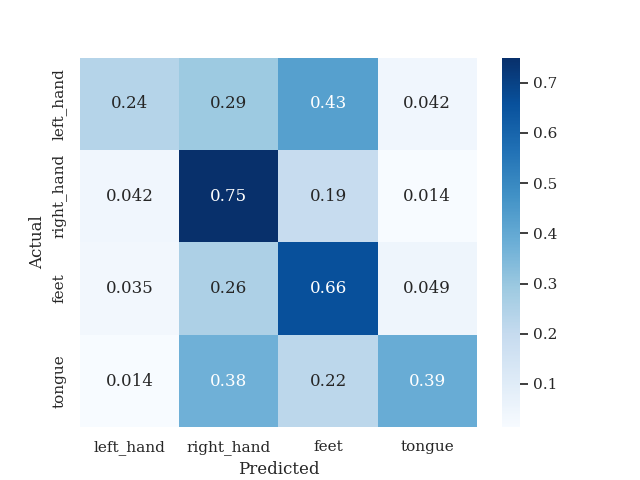 left_hand 0.24 0.29 0.43 0.042
right_hand 0.042 0.75 0.19 0.014
feet 0.035 0.26 0.66 0.049
tongue 0.014 0.38 0.22 0.39
left_hand right_hand feet tongue
Predicted
Actual
0.7
0.6
0.5
0.4
0.3
0.2
0.1